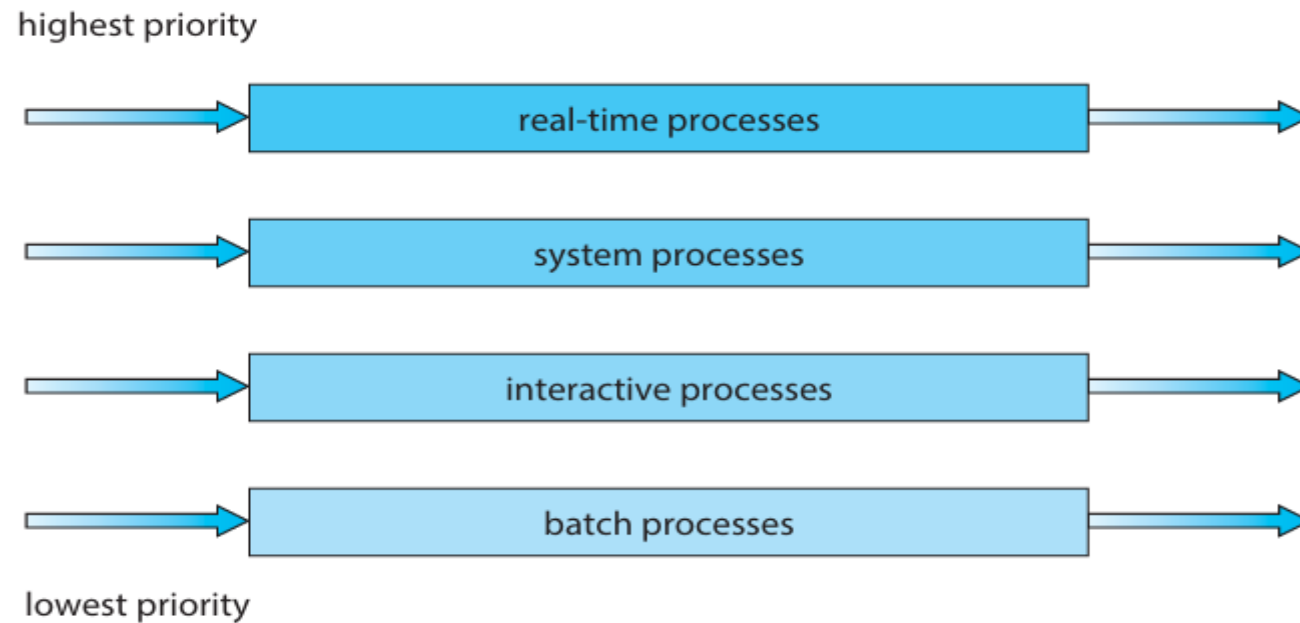 highest priority
real-time processes
system processes
interactive processes
batch processes
lowest priority